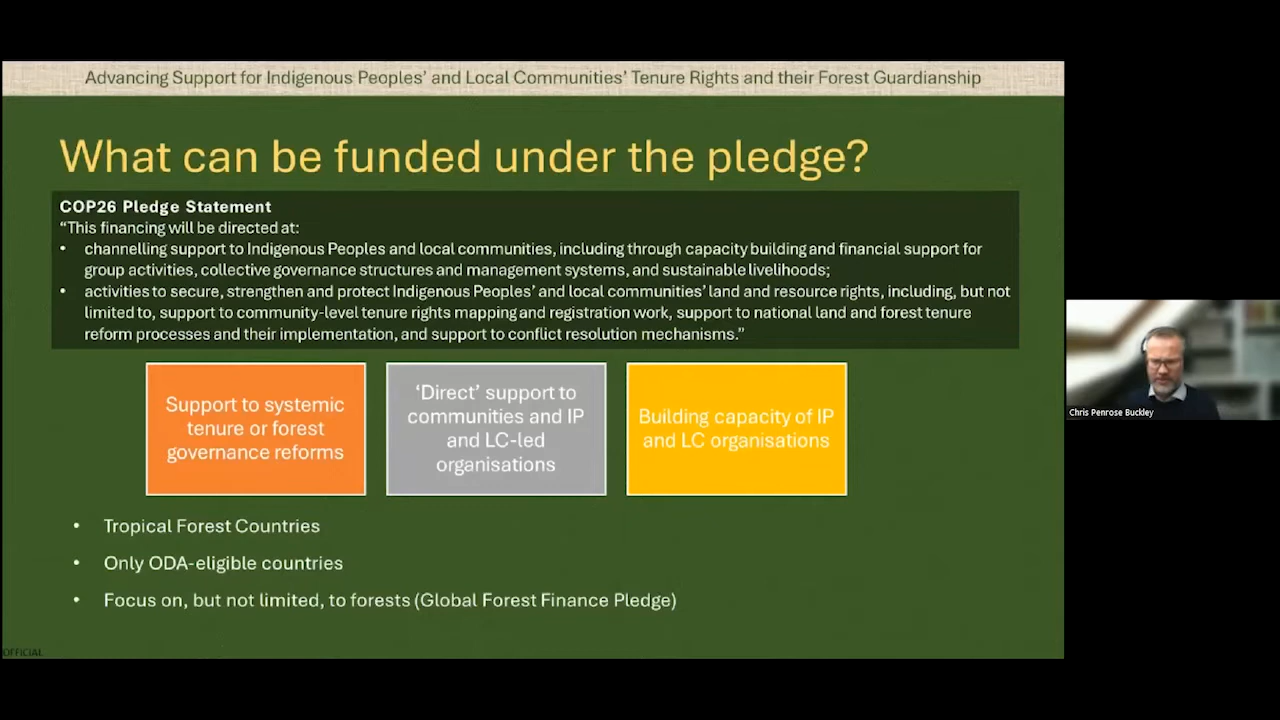 Advancing Support for Indigenous Peoples' and Local Communities' Tenure Rights and their Forest Guardianship
What can be funded under the pledge?
COP26 Pledge Statement
“This financing will be directed at:
• channelling support to Indigenous Peoples and local communities, including through capacity building and financial support for
group activities, collective governance structures and management systems, and sustainable livelihoods;
• activities to secure, strengthen and protect Indigenous Peoples' and local communities' land and resource rights, including, but not
limited to, support to community-level tenure rights mapping and registration work, support to national land and forest tenure
reform processes and their implementation, and support to conflict resolution mechanisms.”
Support to systemic
tenure or forest
governance reforms
‘Direct’ support to
communities and IP
and LC-led
organisations
Building capacity of IP
and LC organisations
• Tropical Forest Countries
• Only ODA-eligible countries
• Focus on, but not limited, to forests (Global Forest Finance Pledge)
OFFICIAL
Chris Penrose Buckley